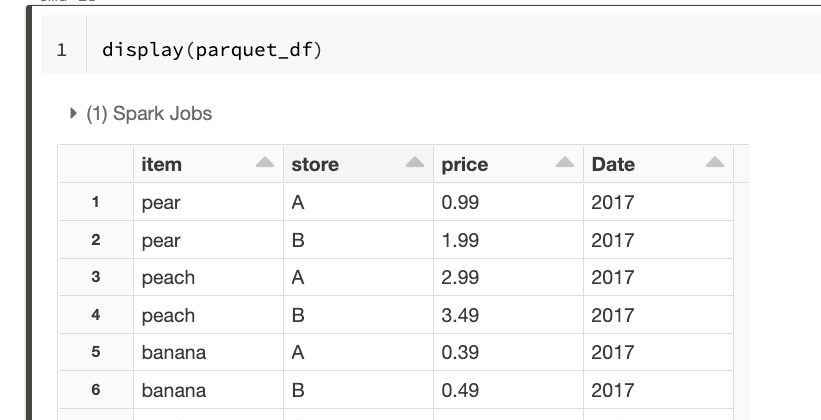 1 display(parquet_df)
(1) Spark Jobs
item store price Date
1 pear A 0.99 2017
2 pear B 1.99 2017
3 peach A 2.99 2017
4 peach B 3.49 2017
5 banana A 0.39 2017
6 banana B 0.49 2017